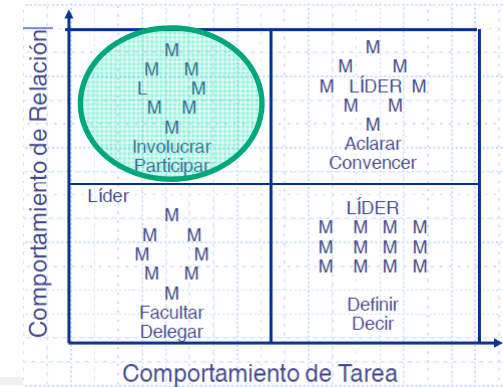 Comportamiento de Relación
M
M M
L M
M M
M
Involucrar
Participar
M
M M
M LÍDER M
M M
M
Aclarar
Convencer
Líder
M
M M
M M
M M
M
Facultar
Delegar
LÍDER
M M M M
M M M M
M M M M
Definir
Decir
Comportamiento de Tarea